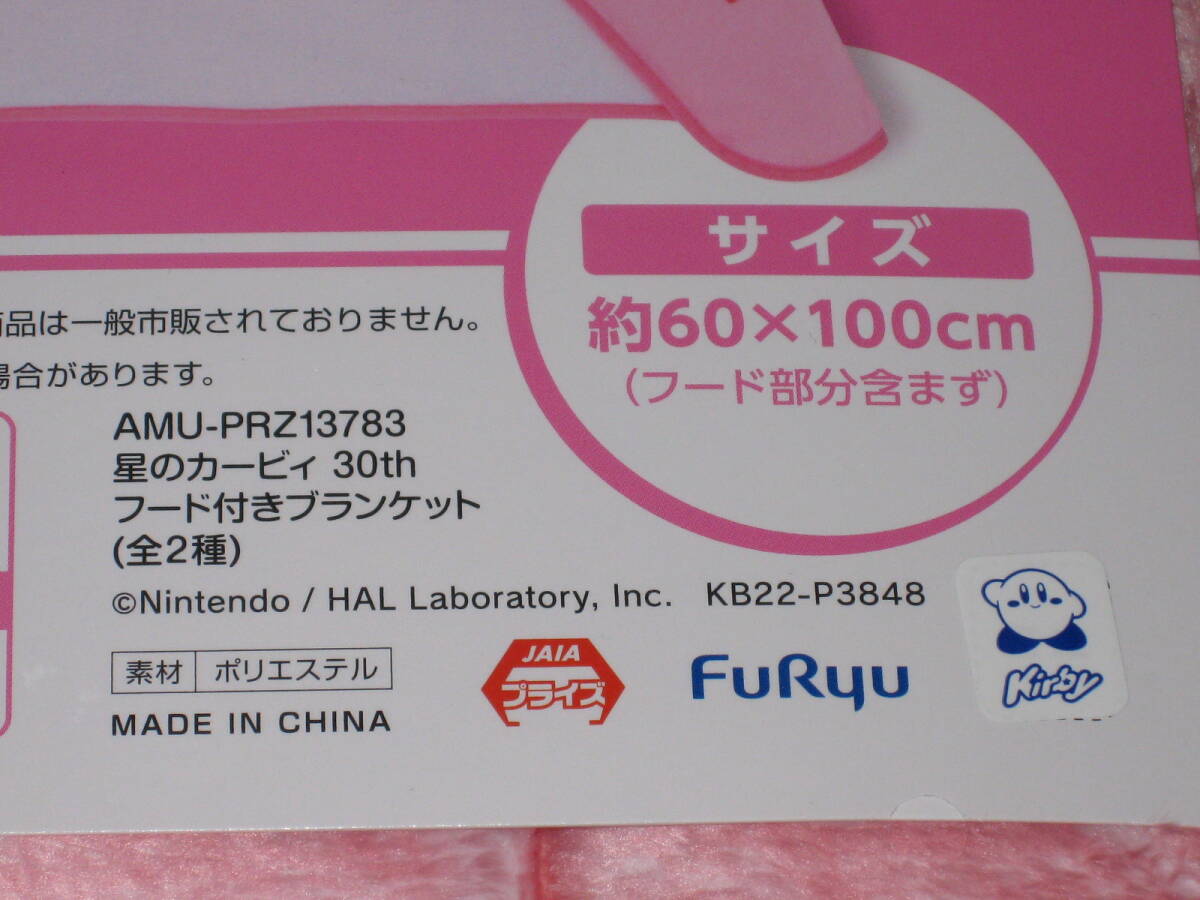 サイズ
約60×100cm
(フード部分含まず)
商品は一般市販されておりません。
場合があります。
AMU-PRZ13783
星のカービィ 30th
フード付きブランケット
(全2種)
©Nintendo / HAL Laboratory, Inc. KB22-P3848
素材 ポリエステル
MADE IN CHINA
JAIA
プライズ
FuRyu
Kirby